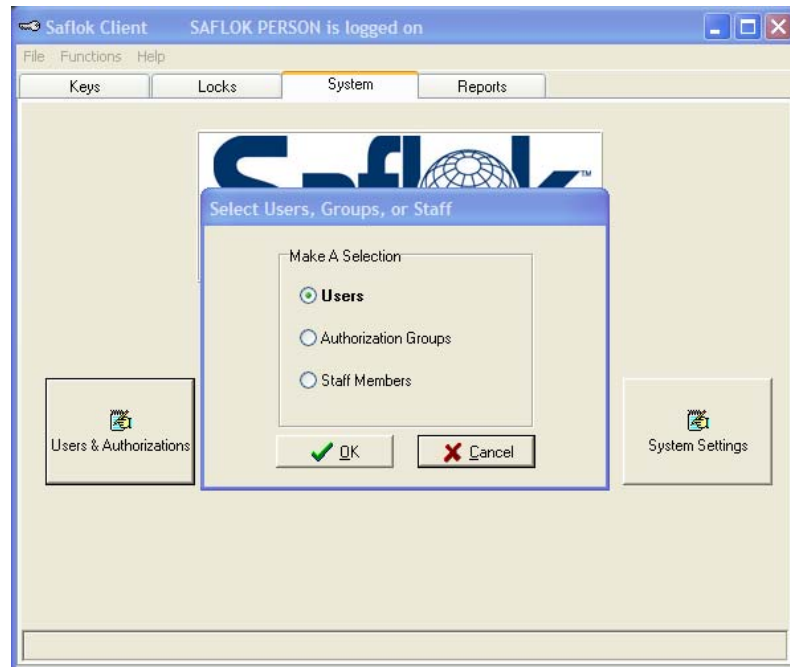 Saflok Client SAFLOK PERSON is logged on
File Functions Help
Keys Locks System Reports
Saflok™
Select Users, Groups, or Staff
Make A Selection
Users
Authorization Groups
Staff Members
Users & Authorizations
OK Cancel
System Settings